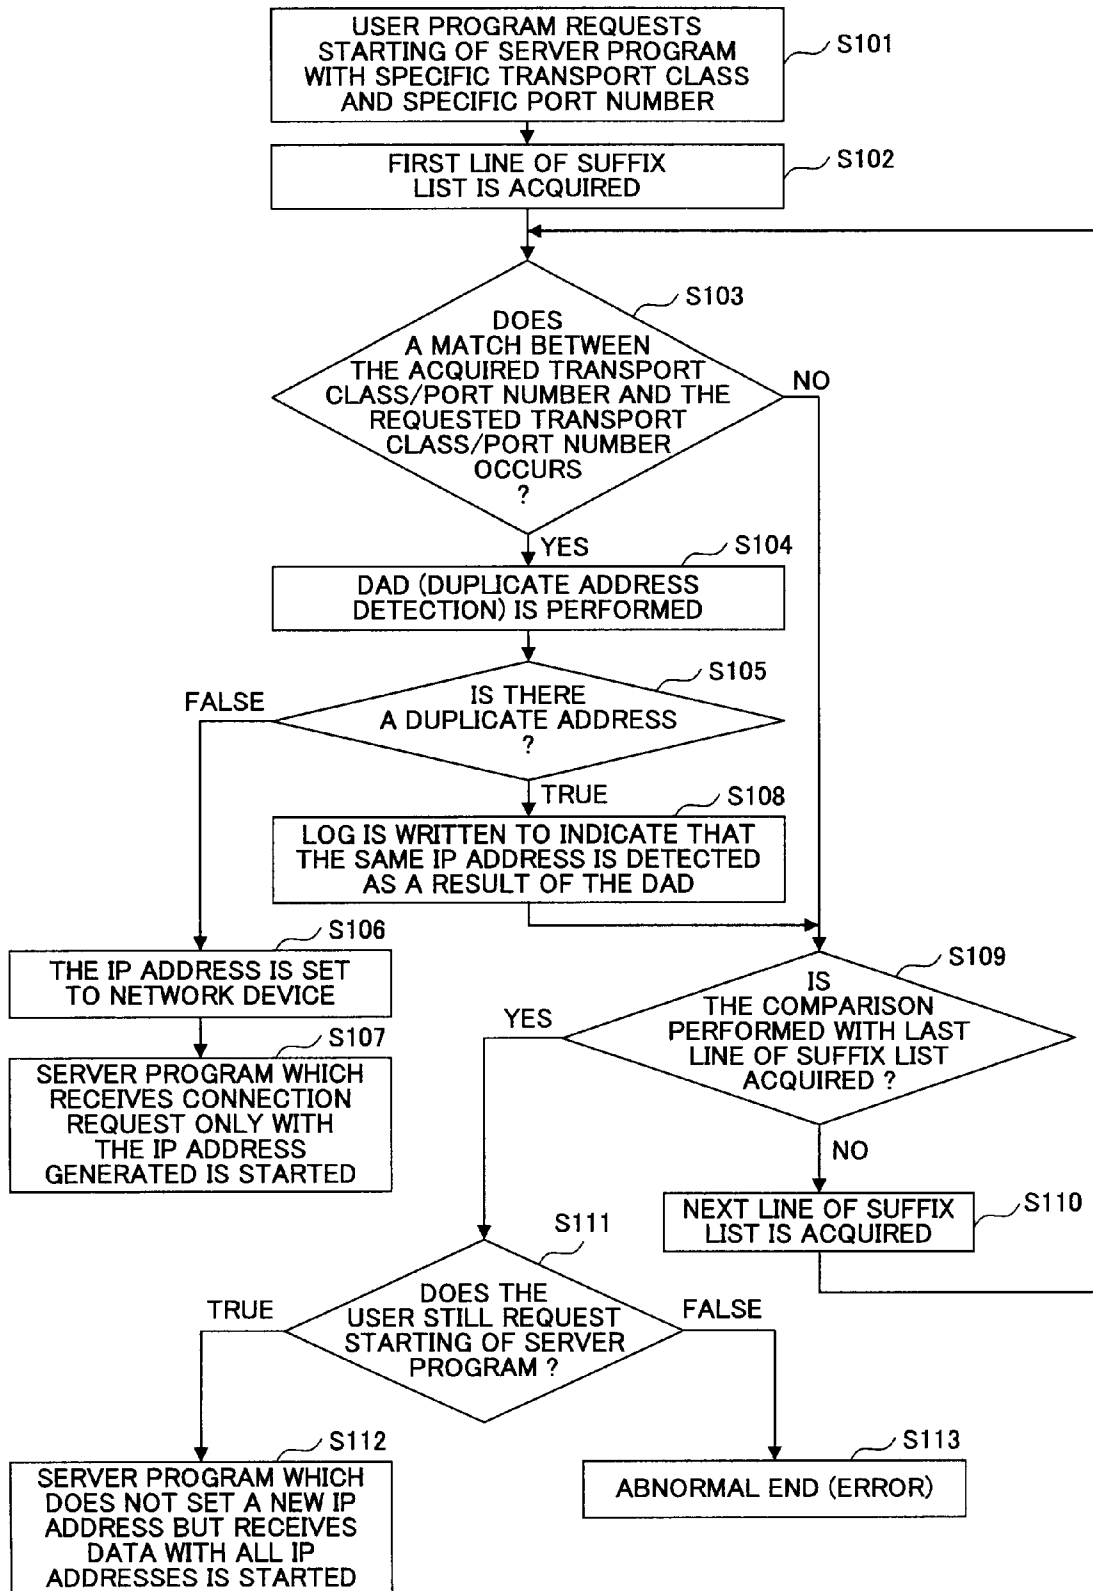 USER PROGRAM REQUESTS
STARTING OF SERVER PROGRAM
WITH SPECIFIC TRANSPORT CLASS
AND SPECIFIC PORT NUMBER
S101
FIRST LINE OF SUFFIX
LIST IS ACQUIRED
S102
S103
DOES
A MATCH BETWEEN
THE ACQUIRED TRANSPORT
CLASS/PORT NUMBER AND THE
REQUESTED TRANSPORT
CLASS/PORT NUMBER
OCCURS
?
NO
YES
S104
DAD (DUPLICATE ADDRESS
DETECTION) IS PERFORMED
S105
IS THERE
A DUPLICATE ADDRESS
?
FALSE
TRUE
S108
LOG IS WRITTEN TO INDICATE THAT
THE SAME IP ADDRESS IS DETECTED
AS A RESULT OF THE DAD
S106
THE IP ADDRESS IS SET
TO NETWORK DEVICE
S107
SERVER PROGRAM WHICH
RECEIVES CONNECTION
REQUEST ONLY WITH
THE IP ADDRESS
GENERATED IS STARTED
S109
IS
THE COMPARISON
PERFORMED WITH LAST
LINE OF SUFFIX LIST
ACQUIRED ?
YES
NO
S110
NEXT LINE OF SUFFIX
LIST IS ACQUIRED
S111
DOES THE
USER STILL REQUEST
STARTING OF SERVER
PROGRAM ?
TRUE
FALSE
S112
SERVER PROGRAM WHICH
DOES NOT SET A NEW IP
ADDRESS BUT RECEIVES
DATA WITH ALL IP
ADDRESSES IS STARTED
S113
ABNORMAL END (ERROR)